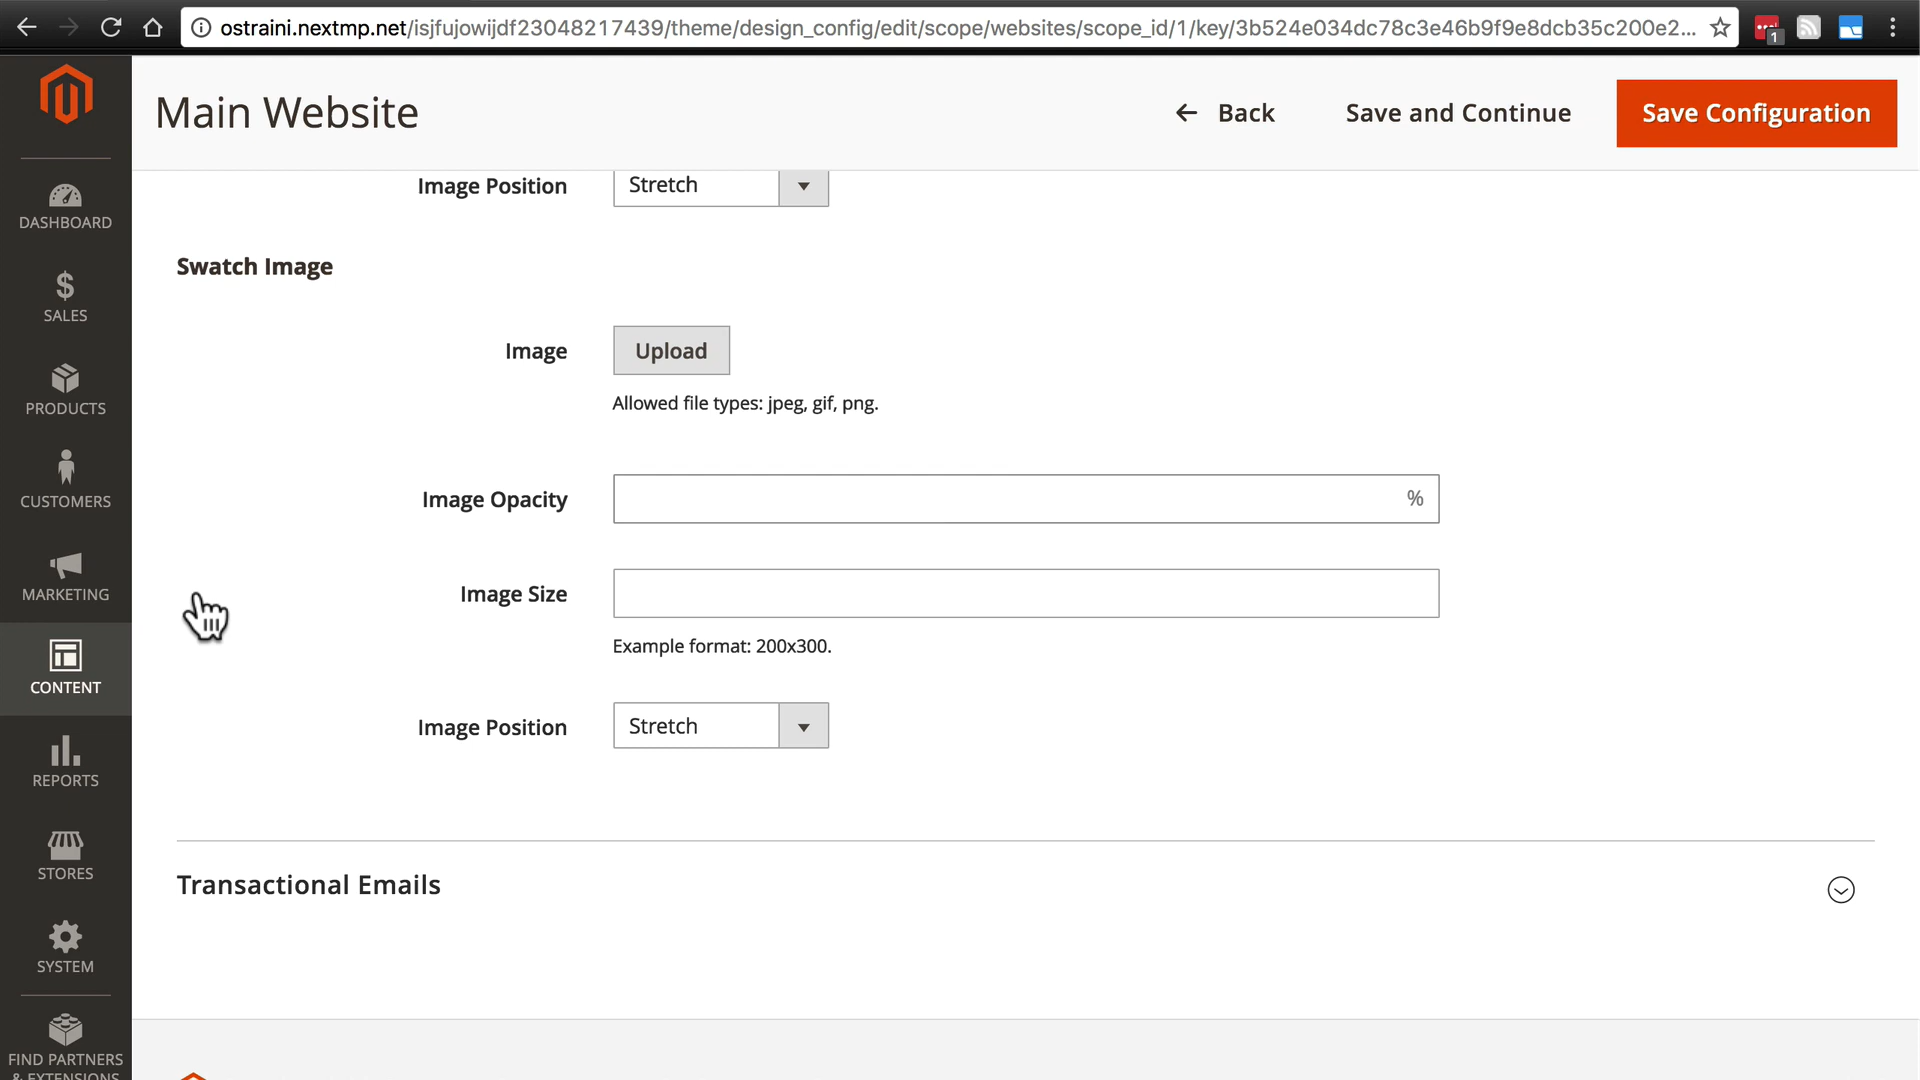 ostraini.nextmp.net/isjfujowijdf23048217439/theme/design_config/edit/scope/websites/scope_id/1/key/3b524e034dc78c3e46b9f9e8dcb35c200e2...
1
Main Website
Back
Save and Continue
Save Configuration
DASHBOARD
SALES
PRODUCTS
CUSTOMERS
MARKETING
CONTENT
REPORTS
STORES
SYSTEM
FIND PARTNERS
& EXTENSIONS
Image Position
Stretch
Swatch Image
Image
Upload
Allowed file types: jpeg, gif, png.
Image Opacity
%
Image Size
Example format: 200x300.
Image Position
Stretch
Transactional Emails